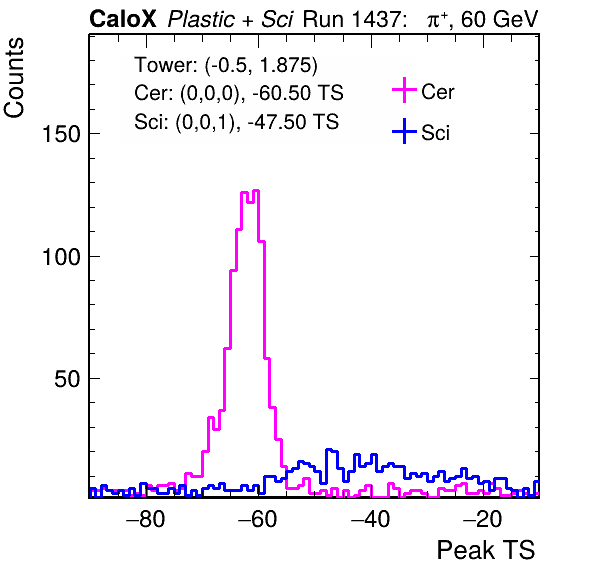 CaloX Plastic + Sci Run 1437: π⁺, 60 GeV
Counts
Tower: (-0.5, 1.875)
Cer: (0,0,0), -60.50 TS
Sci: (0,0,1), -47.50 TS
Cer
Sci
150
100
50
−80 −60 −40 −20
Peak TS